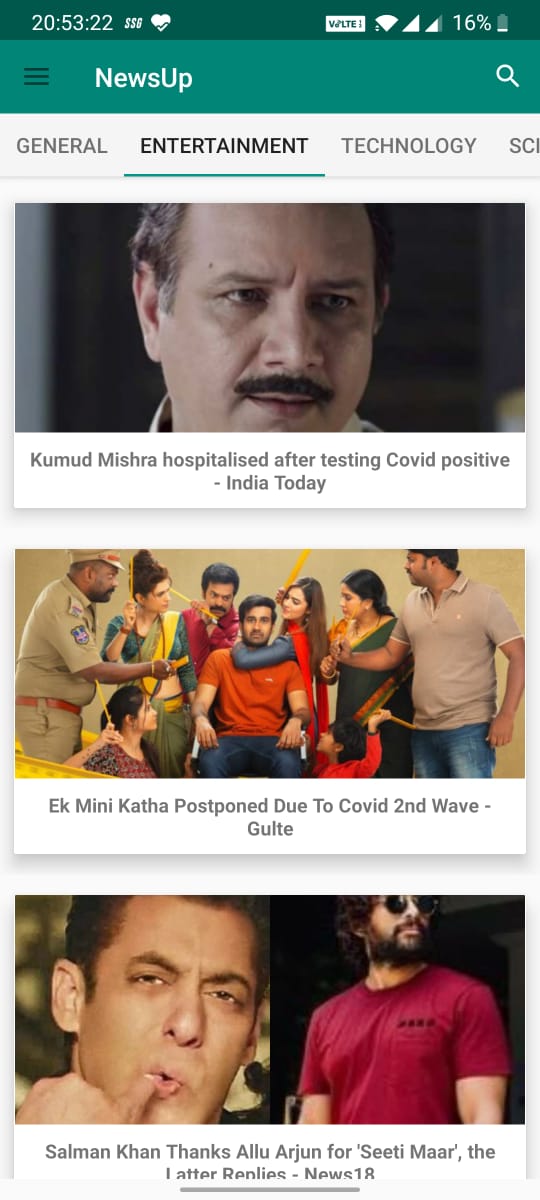 20:53:22 SSG VoLTE 16%
NewsUp
GENERAL ENTERTAINMENT TECHNOLOGY SCI
Kumud Mishra hospitalised after testing Covid positive
- India Today
Ek Mini Katha Postponed Due To Covid 2nd Wave -
Gulte
Salman Khan Thanks Allu Arjun for 'Seeti Maar', the
Latter Replies - News18